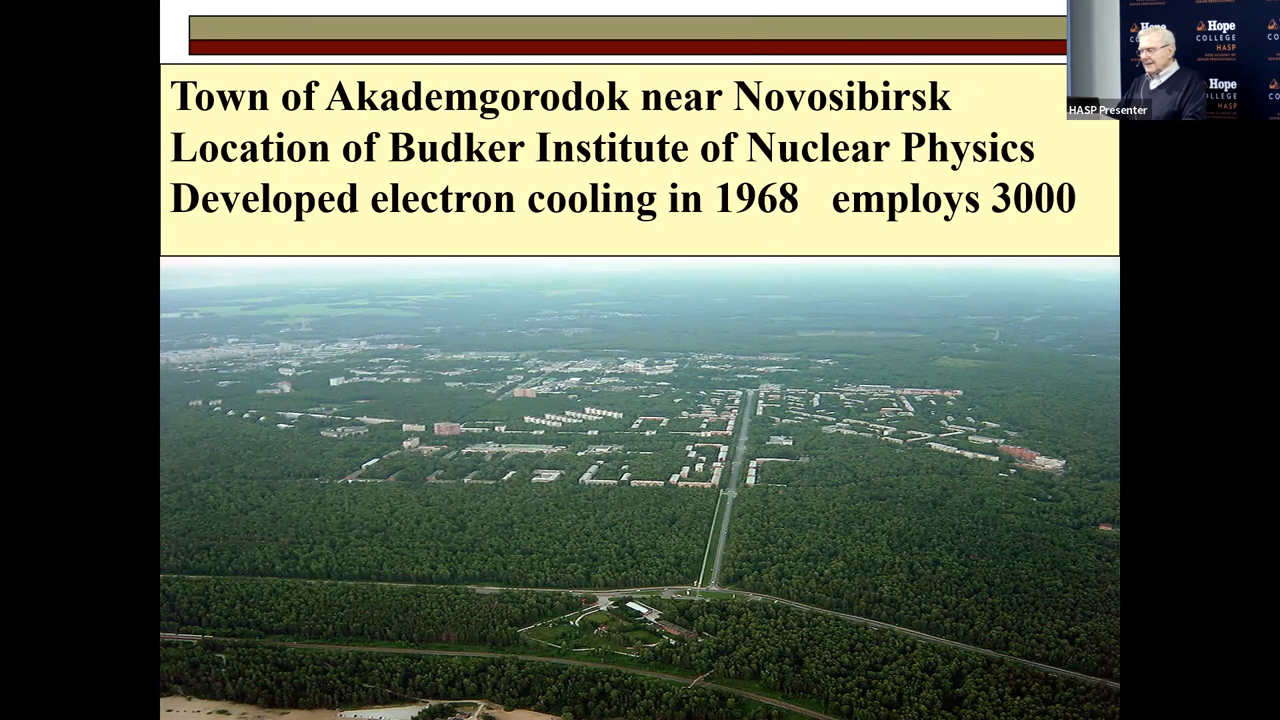 Town of Akademgorodok near Novosibirsk
Location of Budker Institute of Nuclear Physics
Developed electron cooling in 1968 employs 3000
Hope
COLLEGE
HASP
Hope
HASP Presenter